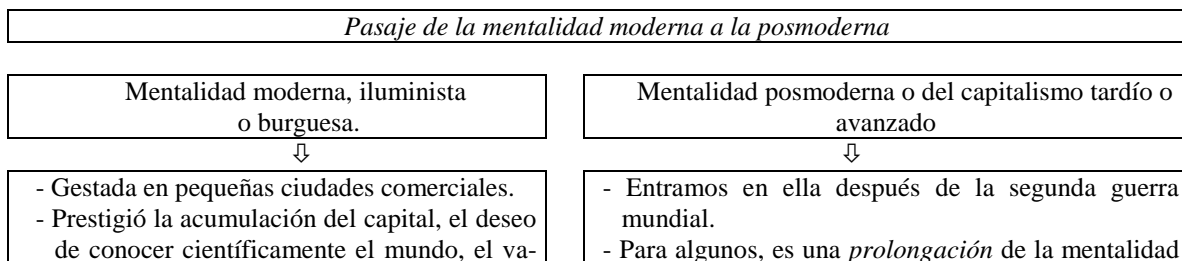 Pasaje de la mentalidad moderna a la posmoderna
Mentalidad moderna, iluminista
o burguesa.
- Gestada en pequeñas ciudades comerciales.
- Prestigió la acumulación del capital, el deseo
de conocer científicamente el mundo, el va-
Mentalidad posmoderna o del capitalismo tardío o
avanzado
- Entramos en ella después de la segunda guerra
mundial.
- Para algunos, es una prolongación de la mentalidad